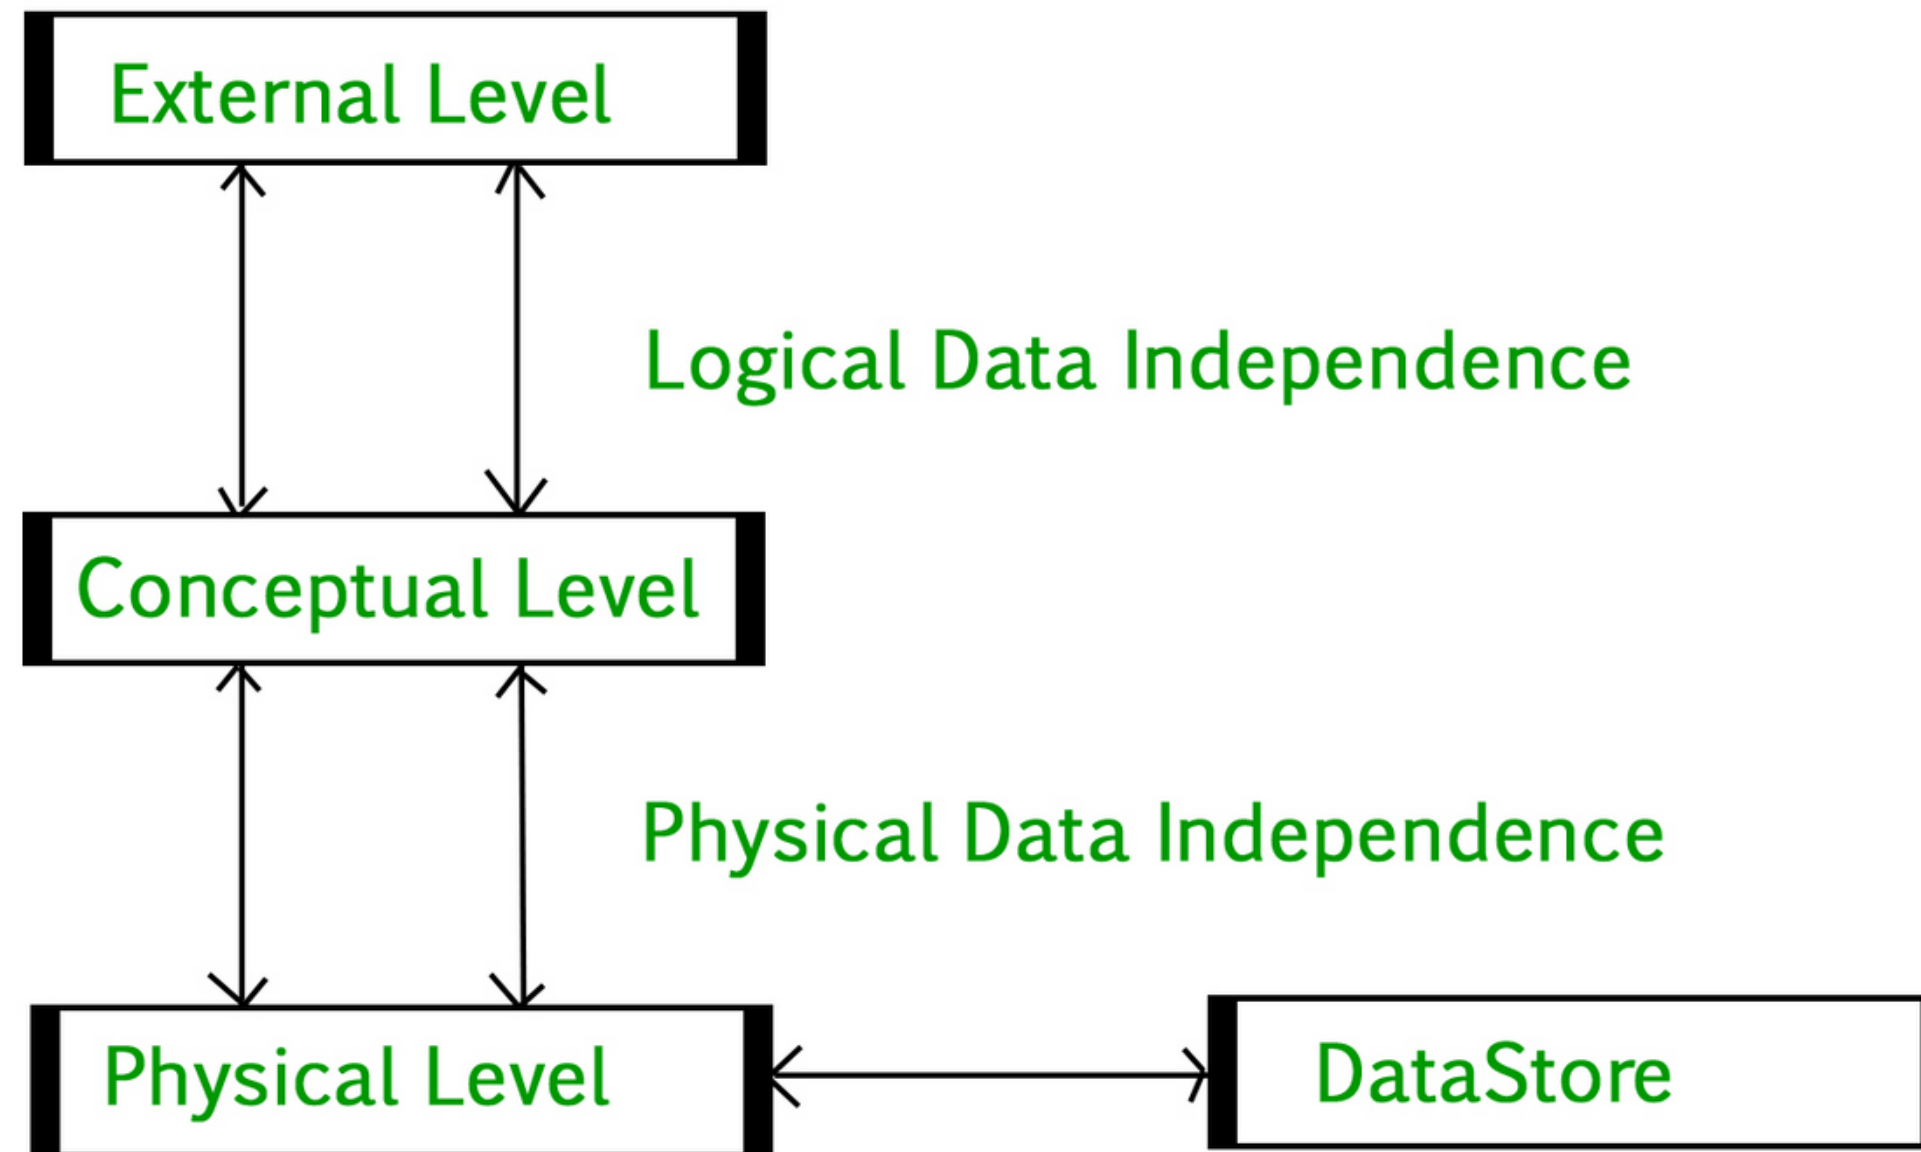 External Level
Logical Data Independence
Conceptual Level
Physical Data Independence
Physical Level
DataStore